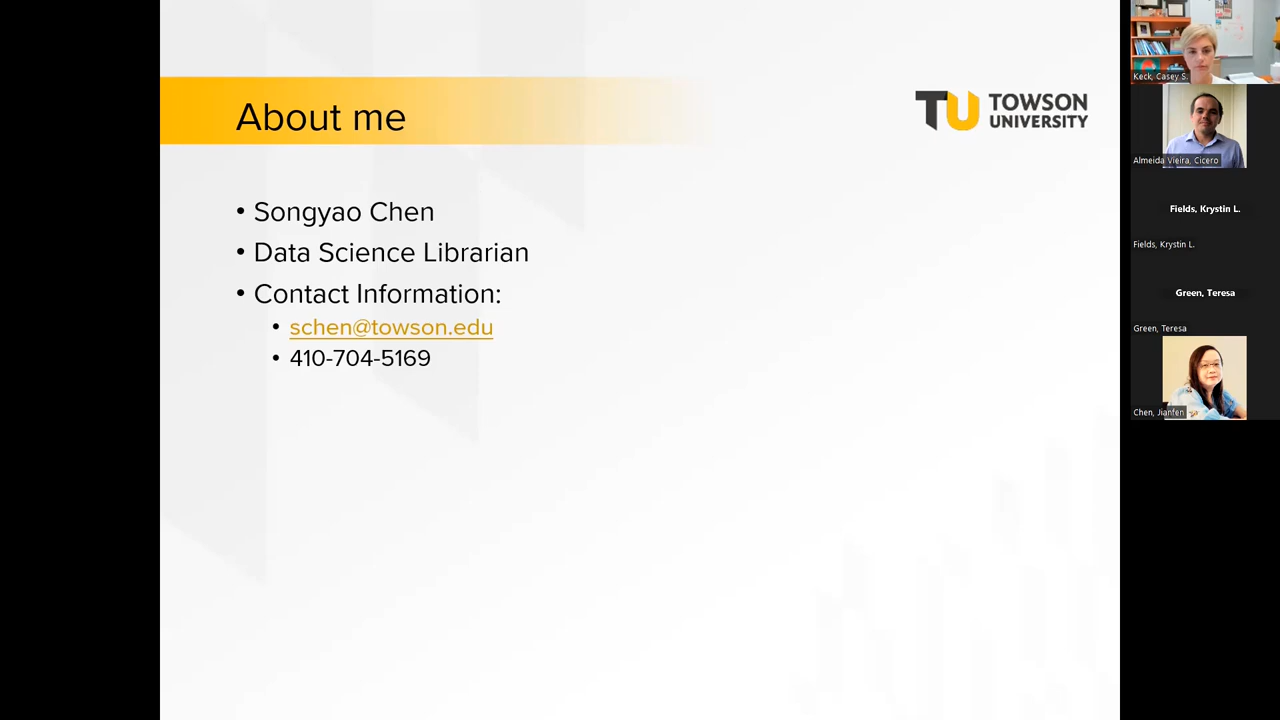 About me
TU TOWSON
UNIVERSITY
• Songyao Chen
• Data Science Librarian
• Contact Information:
• schen@towson.edu
• 410-704-5169
Keck, Casey S.
Almeida Vieira, Cicero
Fields, Krystin L.
Fields, Krystin L.
Green, Teresa
Green, Teresa
Chen, Jianfen